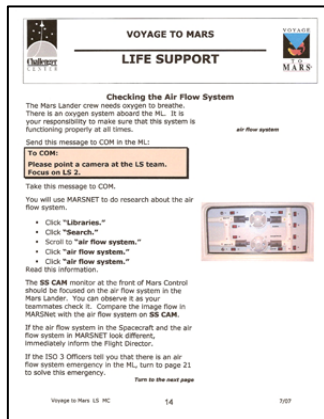 VOYAGE TO MARS
Challenger
CENTER
LIFE SUPPORT
VOYAGE
TO
MARS
Checking the Air Flow System
The Mars Lander crew needs oxygen to breathe.
There is an oxygen system aboard the ML. It is
your responsibility to make sure that this system is
functioning properly at all times.
air-flow system
Send this message to COM in the ML:
To COM:
Please point a camera at the LS team.
Focus on LS 2.
Take this message to COM.
You will use MARSNET to do research about the air
flow system.
• Click "Libraries."
• Click "Search."
• Scroll to "air flow system."
• Click "air flow system."
• Click "air flow system."
Read this information.
The SS CAM monitor at the front of Mars Control
should be focused on the air flow system in the
Mars Lander. You can observe it as your
teammates check it. Compare the image flow in
MARSNet with the air flow system on SS CAM.
If the air flow system in the Spacecraft and the air
flow system in MARSNET look different,
immediately inform the Flight Director.
If the ISO 3 Officers tell you that there is an air
flow system emergency in the ML, turn to page 21
to solve this emergency.
Turn to the next page
Voyage to Mars LS MC
14
7/07